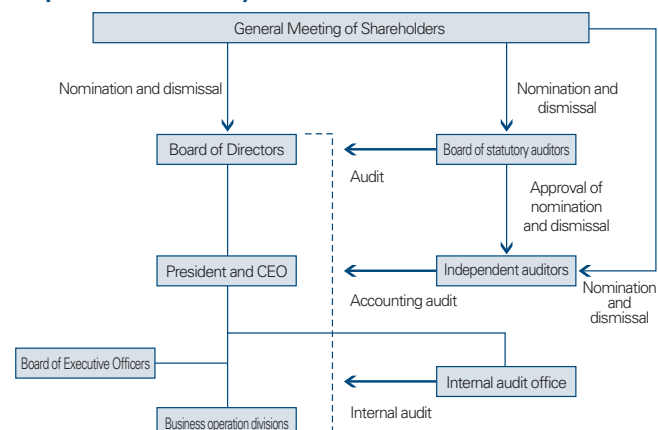 General Meeting of Shareholders
Nomination and dismissal
Nomination and
dismissal
Board of Directors
Board of statutory auditors
Audit
Approval of
nomination
and dismissal
President and CEO
Independent auditors
Accounting audit
Nomination
and
dismissal
Board of Executive Officers
Internal audit office
Internal audit
Business operation divisions